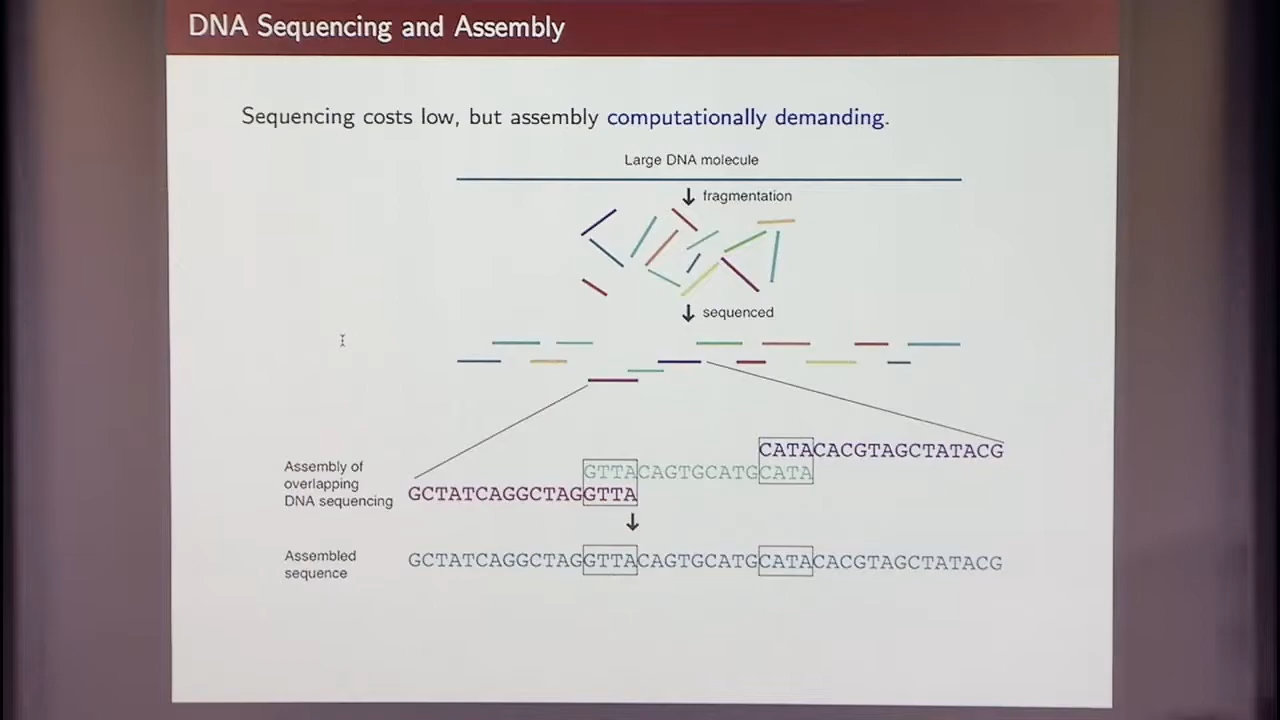 DNA Sequencing and Assembly
Sequencing costs low, but assembly computationally demanding.
Large DNA molecule
fragmentation
sequenced
CATACACGTAGCTATACG
GTTACAGTGCATGCATA
Assembly of
overlapping
DNA sequencing
GCTATCAGGCTAGGTTA
Assembled
sequence
GCTATCAGGCTAGGTTACAGTGCATGCATACACGTAGCTATACG